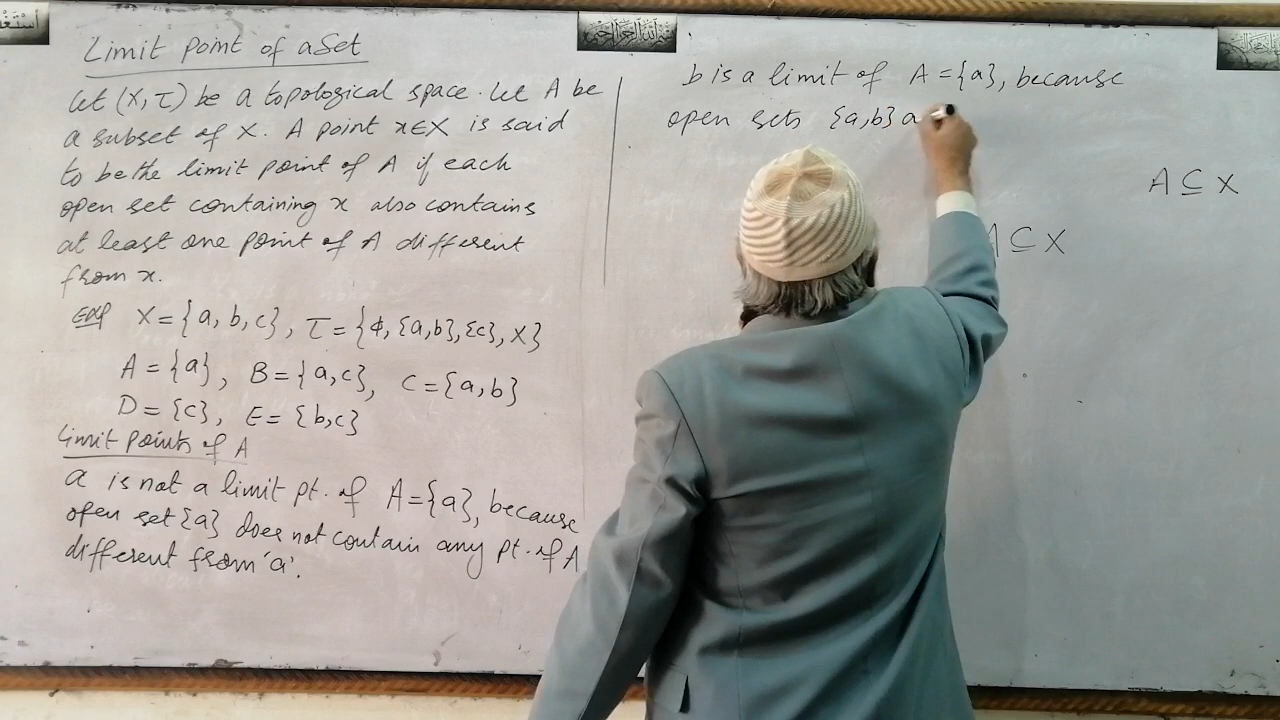 Limit Point of a Set
let (X, τ) be a topological space. Let A be
a subset of X. A point x∈X is said
to be the limit point of A if each
open set containing x also contains
at least one point of A different
from x.
Exp X = {a, b, c}, τ = {ϕ, {a,b}, {c}, X}
A = {a}, B = {a,c}, C = {a,b}
D = {c}, E = {b,c}
Limit Points of A
a is not a limit pt. of A = {a}, because
open set {a} does not contain any pt. of A
different from 'a'.
b is a limit of A = {a}, because
open sets {a,b} a
A ⊆ X
A ⊆ X